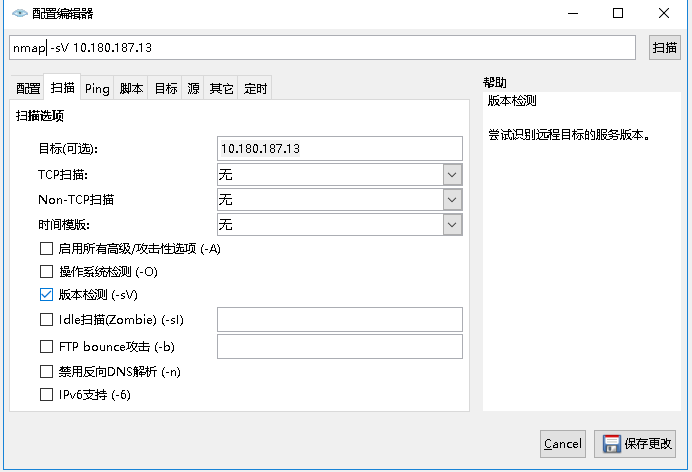 配置编辑器
nmap -sV 10.180.187.13
扫描
配置 扫描 Ping 脚本 目标 源 其它 定时
扫描选项
目标(可选): 10.180.187.13
TCP扫描: 无
Non-TCP扫描 无
时间模版: 无
启用所有高级/攻击性选项 (-A)
操作系统检测 (-O)
版本检测 (-sV)
Idle扫描(Zombie) (-sI)
FTP bounce攻击 (-b)
禁用反向DNS解析 (-n)
IPv6支持 (-6)
帮助
版本检测
尝试识别远程目标的服务版本。
Cancel
保存更改